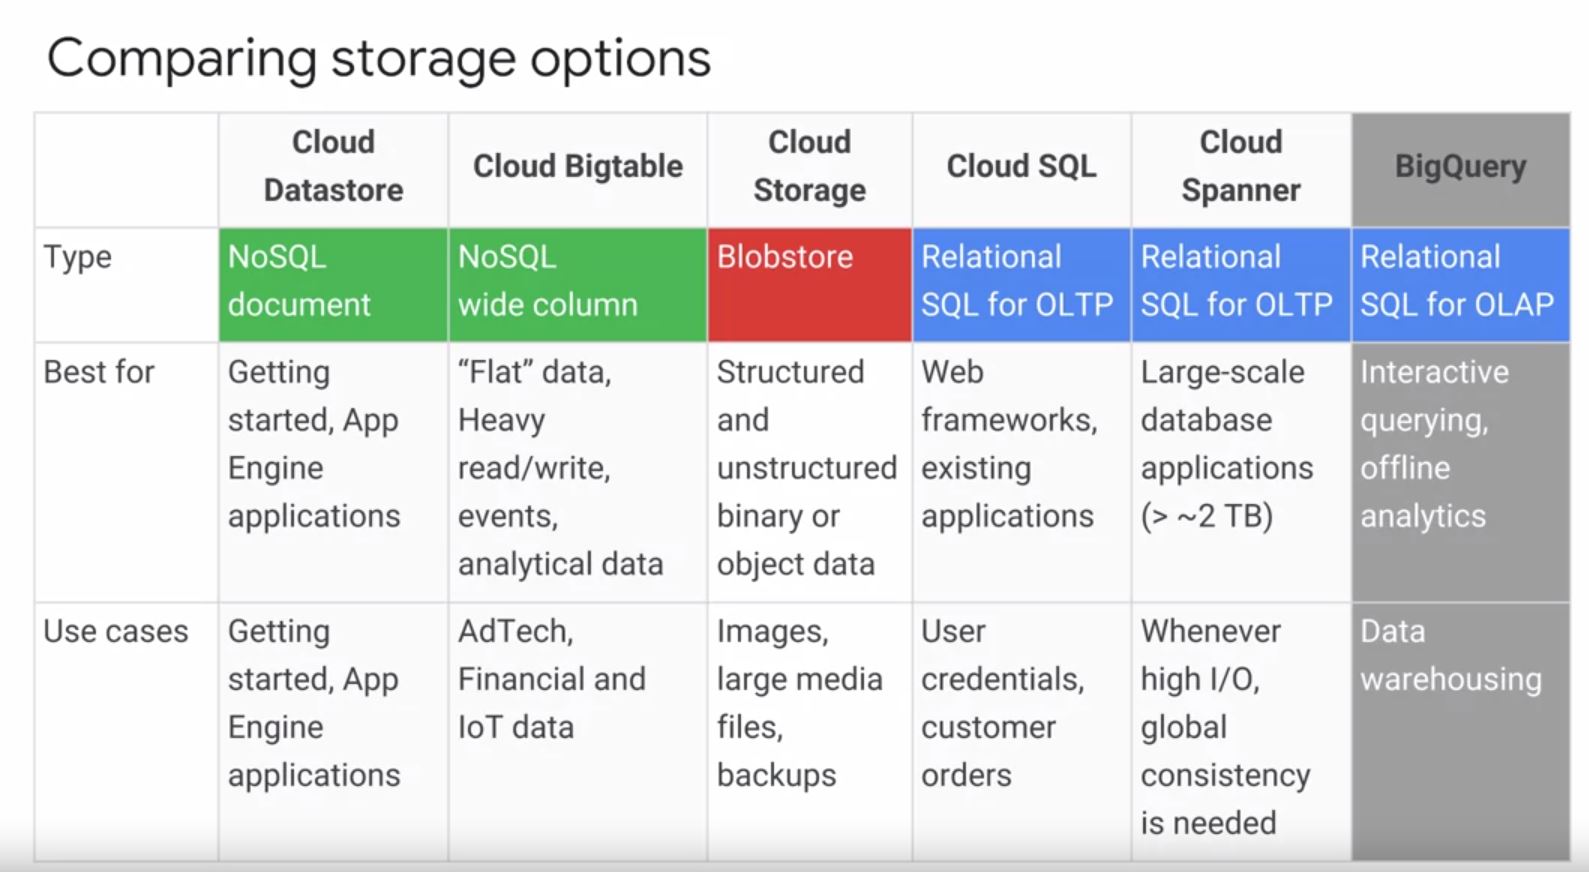 Comparing storage options
Cloud
Datastore
Cloud Bigtable
Cloud
Storage
Cloud SQL
Cloud
Spanner
BigQuery
Type
NoSQL
document
NoSQL
wide column
Blobstore
Relational
SQL for OLTP
Relational
SQL for OLTP
Relational
SQL for OLAP
Best for
Getting
started, App
Engine
applications
“Flat” data,
Heavy
read/write,
events,
analytical data
Structured
and
unstructured
binary or
object data
Web
frameworks,
existing
applications
Large-scale
database
applications
(> ~2 TB)
Interactive
querying,
offline
analytics
Use cases
Getting
started, App
Engine
applications
AdTech,
Financial and
IoT data
Images,
large media
files,
backups
User
credentials,
customer
orders
Whenever
high I/O,
global
consistency
is needed
Data
warehousing